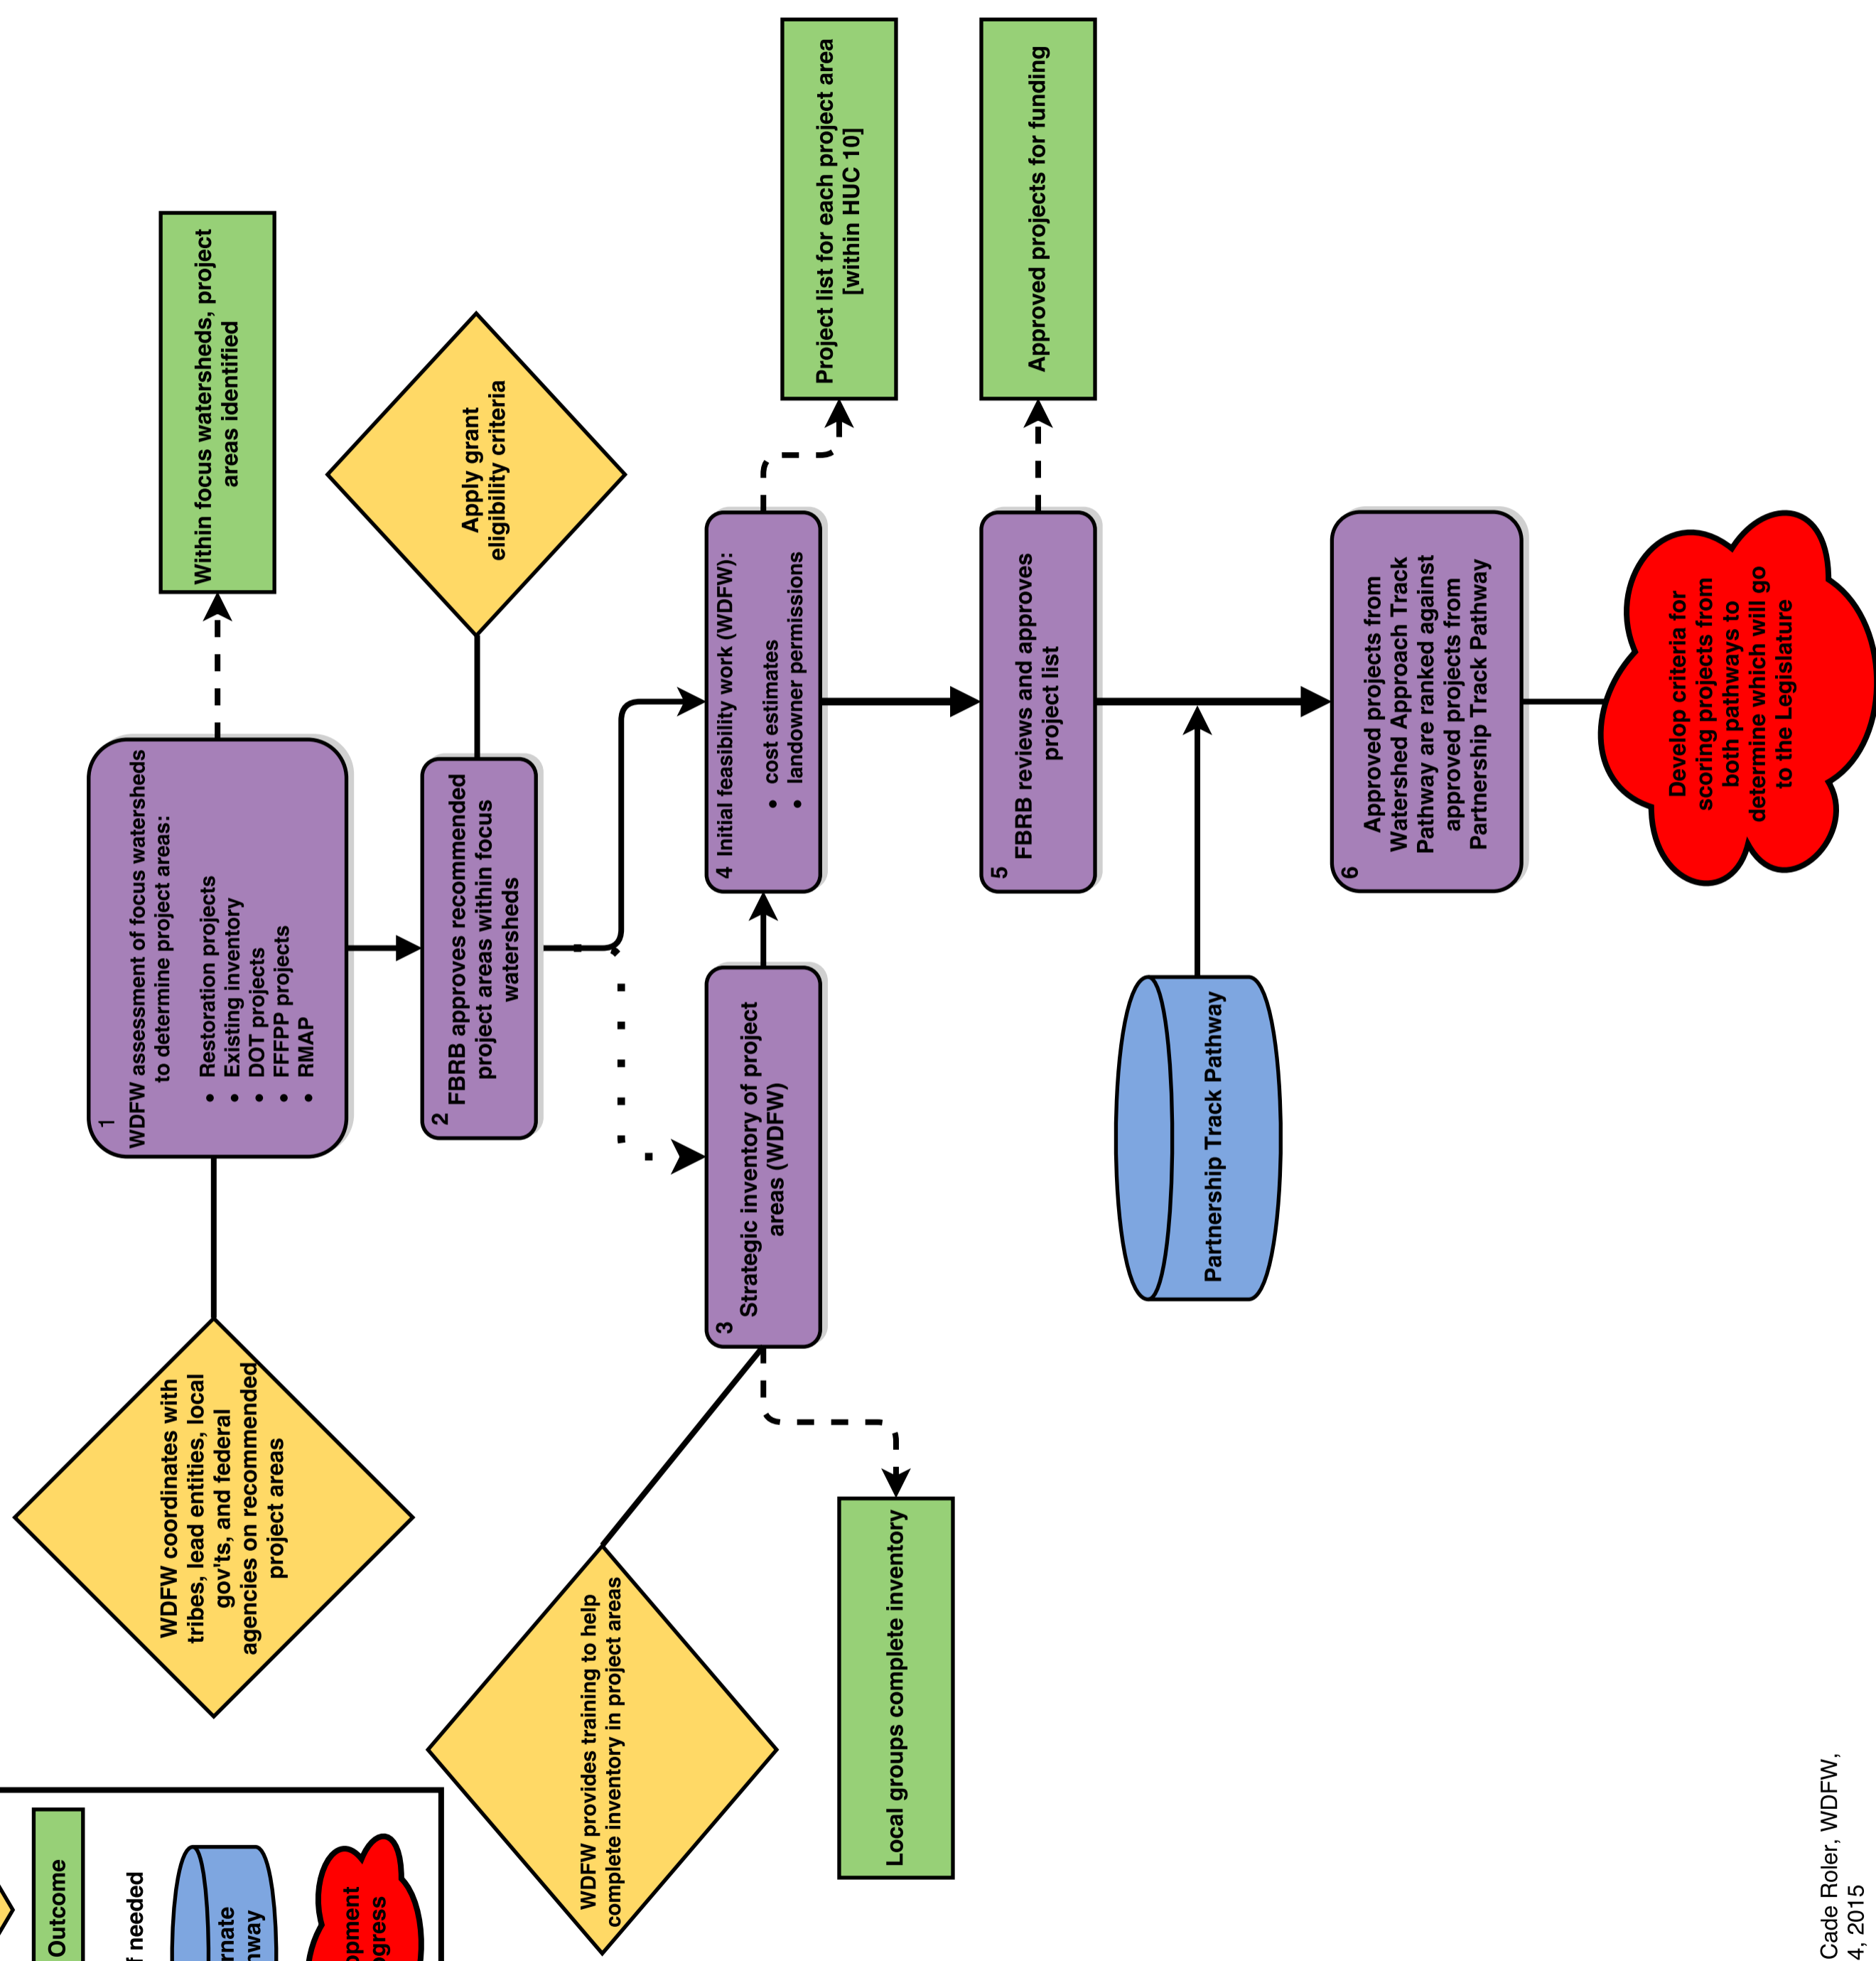 1
WDFW assessment of focus watersheds
to determine project areas:
• Restoration projects
• Existing inventory
• DOT projects
• FFFPP projects
• RMAP
Within focus watersheds, project
areas identified
WDFW coordinates with
tribes, lead entities, local
gov'ts, and federal
agencies on recommended
project areas
2
FBRB approves recommended
project areas within focus
watersheds
Apply grant
eligibility criteria
3
Strategic inventory of project
areas (WDFW)
WDFW provides training to help
complete inventory in project areas
Local groups complete inventory
4 Initial feasibility work (WDFW):
• cost estimates
• landowner permissions
Project list for each project area
[within HUC 10]
5
FBRB reviews and approves
project list
Approved projects for funding
Partnership Track Pathway
6
Approved projects from
Watershed Approach Track
Pathway are ranked against
approved projects from
Partnership Track Pathway
Develop criteria for
scoring projects from
both pathways to
determine which will go
to the Legislature
Outcome
needed
Cade Roler, WDFW,
4, 2015